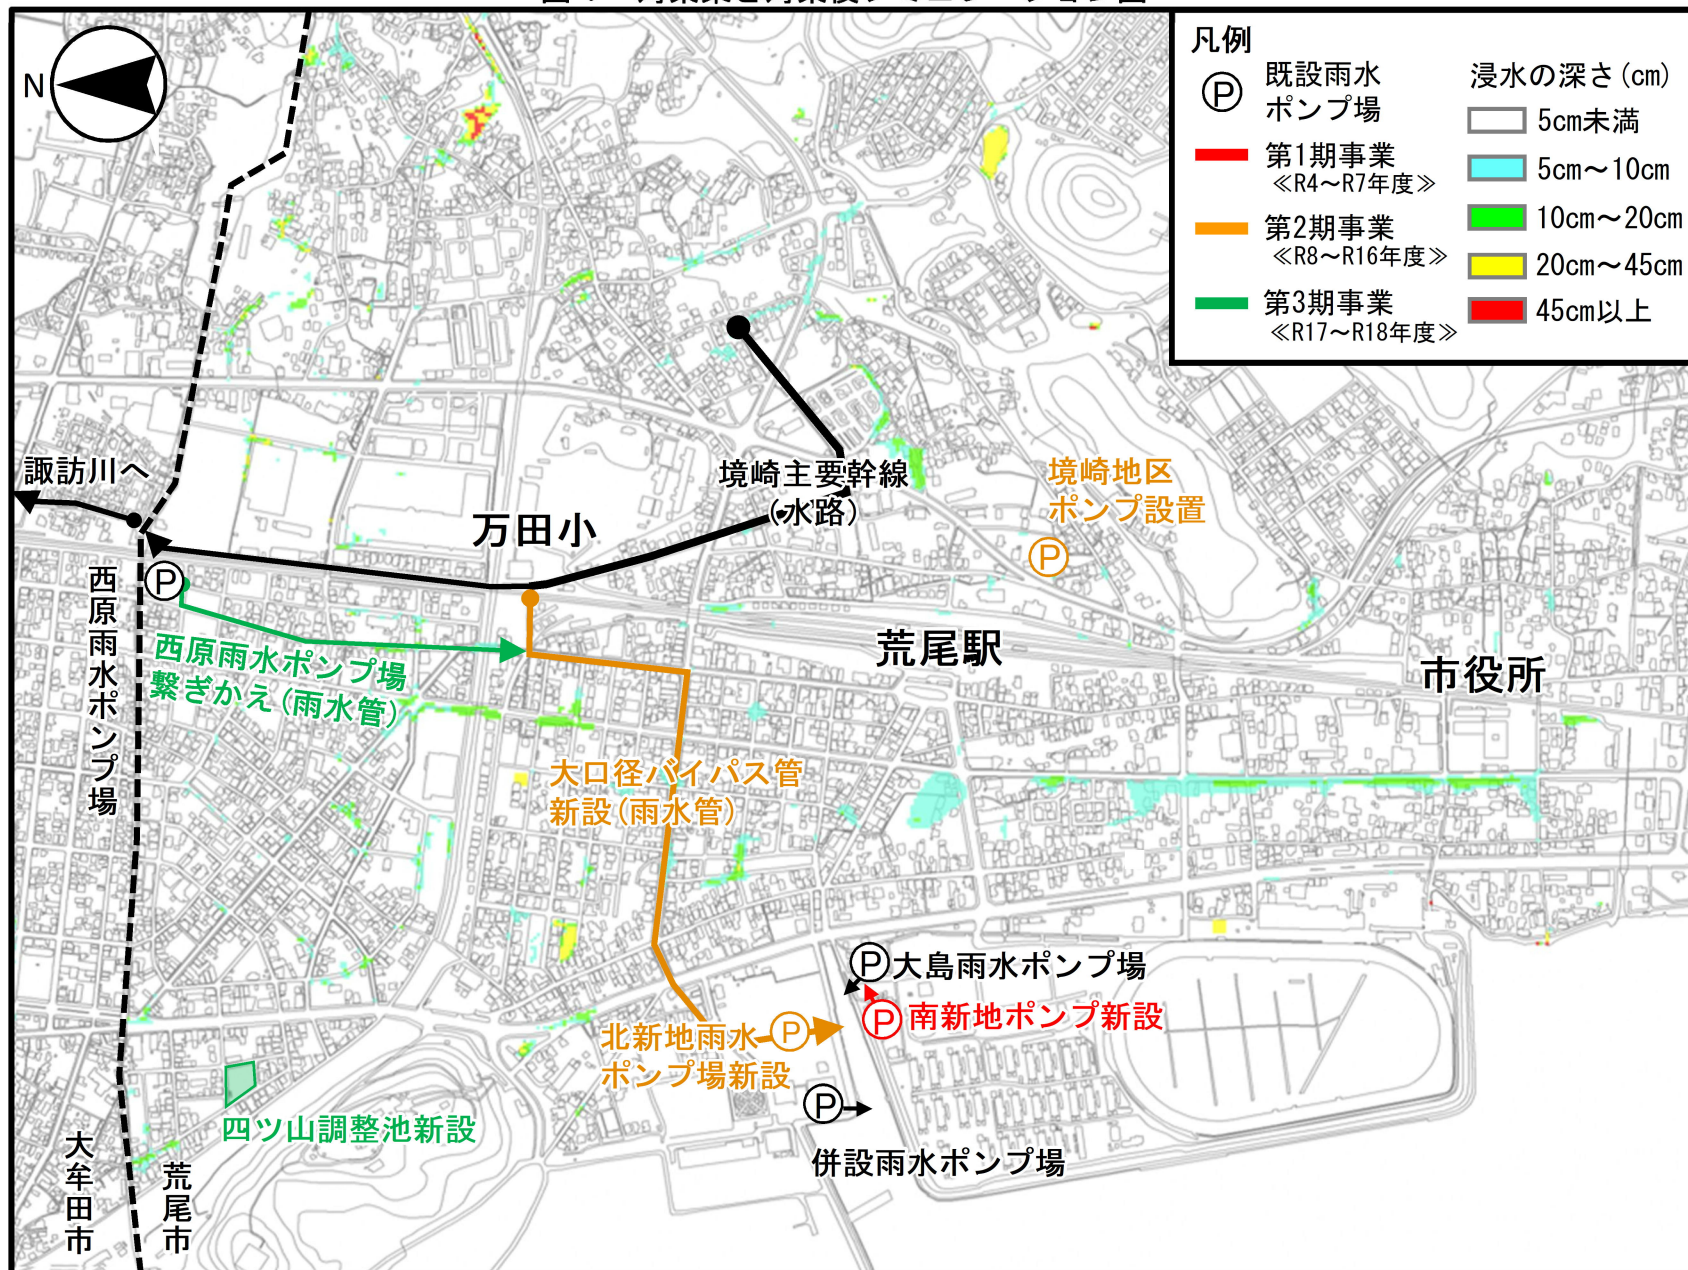 N
凡例
P
既設雨水
ポンプ場
第1期事業
≪R4～R7年度≫
第2期事業
≪R8～R16年度≫
第3期事業
≪R17～R18年度≫
浸水の深さ(cm)
5cm未満
5cm～10cm
10cm～20cm
20cm～45cm
45cm以上
諏訪川へ
万田小
境崎主要幹線
(水路)
境崎地区
ポンプ設置
P
P
西原雨水ポンプ場
西原雨水ポンプ場
繋ぎかえ(雨水管)
荒尾駅
市役所
大口径バイパス管
新設(雨水管)
P
大島雨水ポンプ場
P
南新地ポンプ新設
北新地雨水
ポンプ場新設
P
P
併設雨水ポンプ場
四ツ山調整池新設
大牟田市
荒尾市